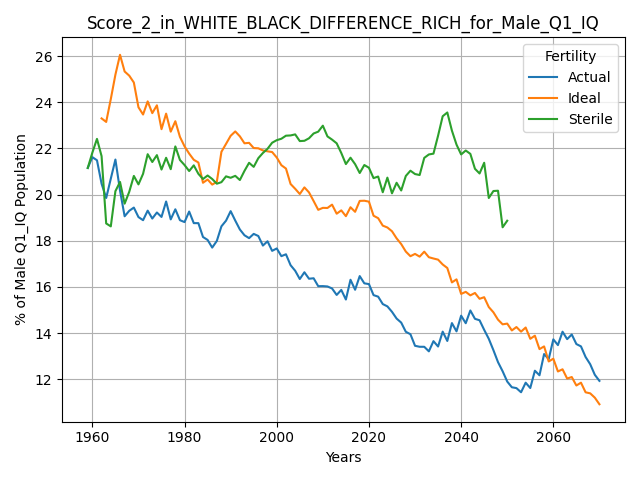 Score_2_in_WHITE_BLACK_DIFFERENCE_RICH_for_Male_Q1_IQ
Fertility
Actual
Ideal
Sterile
% of Male Q1_IQ Population
26
24
22
20
18
16
14
12
1960
1980
2000
2020
2040
2060
Years